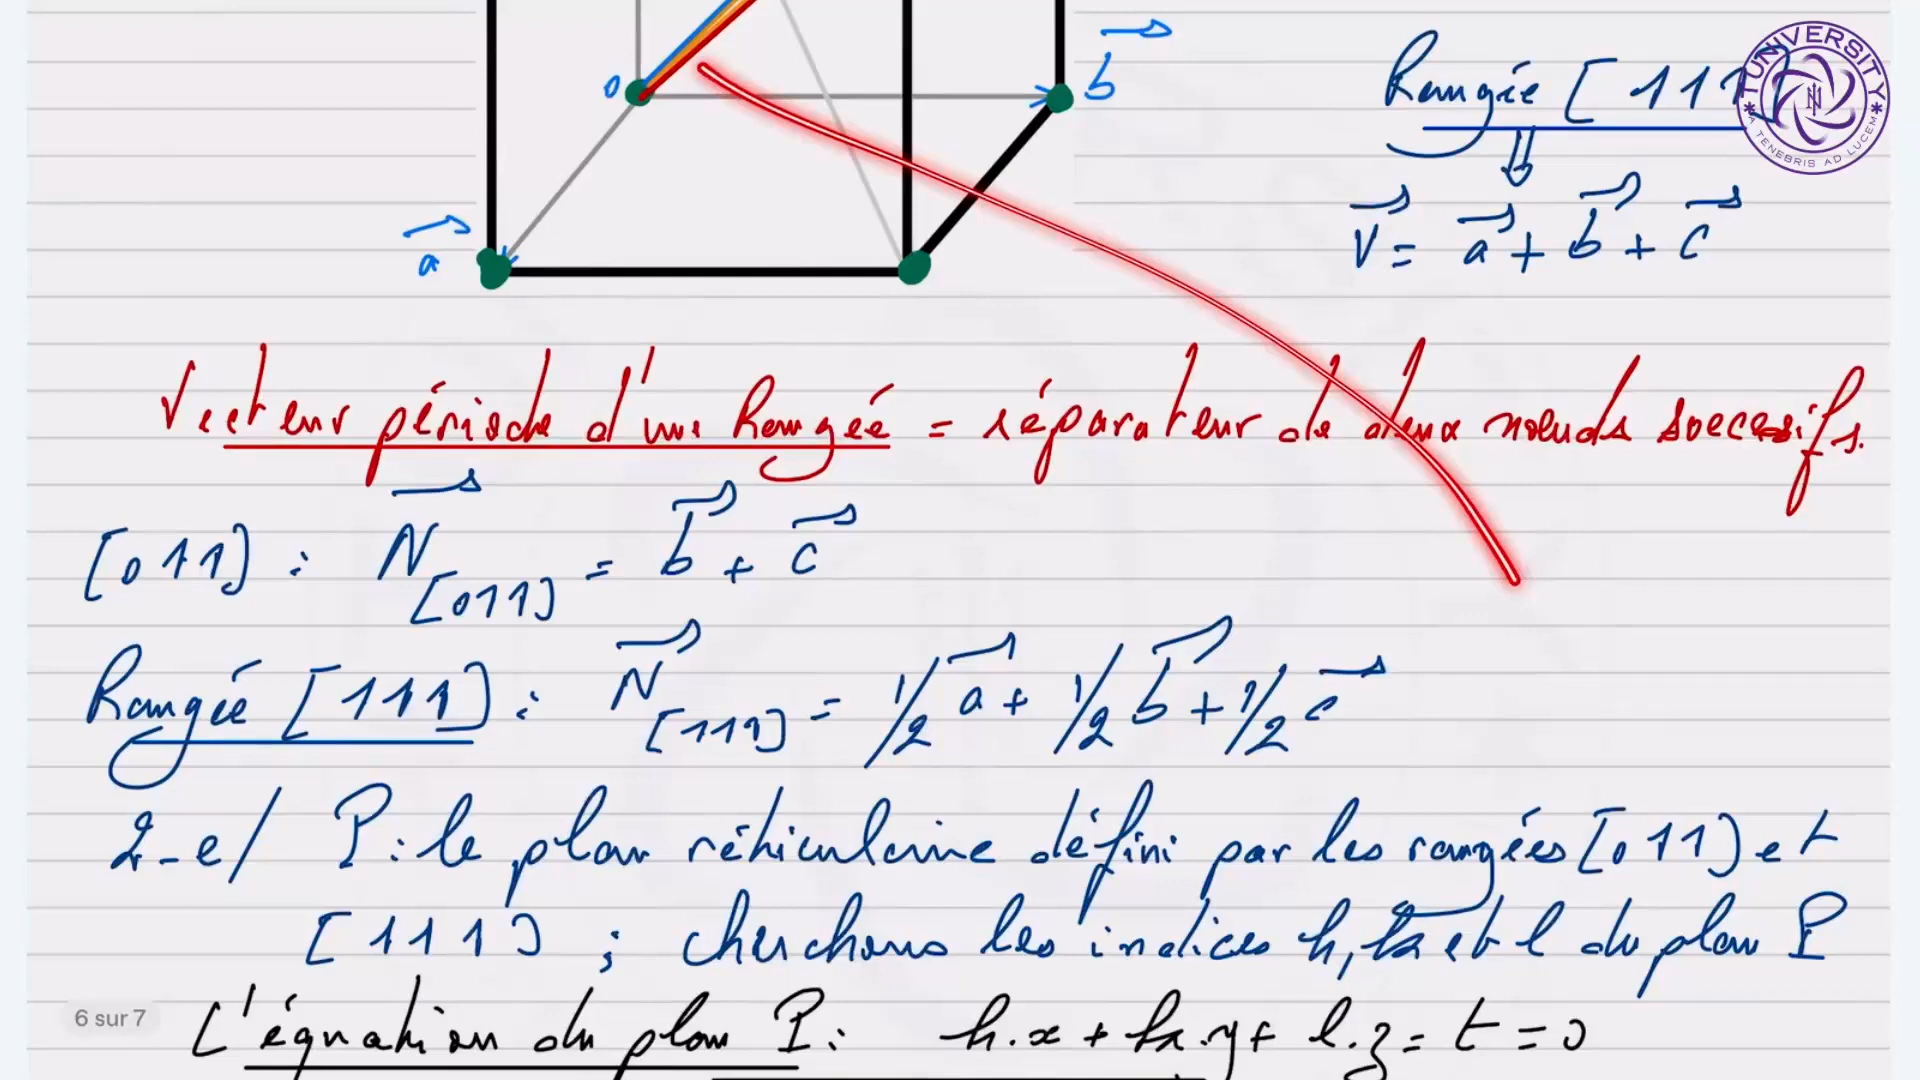 o
b
a
Rangée [111]
V = a + b + c
UNIVERSITY
A TENEBRIS AD LUCEM
Vecteur période d'une Rangée = séparateur de deux noeuds successifs.
[011] : N[011] = b + c
Rangée [111] : N[111] = 1/2 a + 1/2 b + 1/2 c
2-e/ P : le plan réticulaire défini par les rangées [011] et
[111] ; cherchons les indices h, k et l du plan P
6 sur 7
L'équation du plan P : h.x + k.y + l.z = t = 0